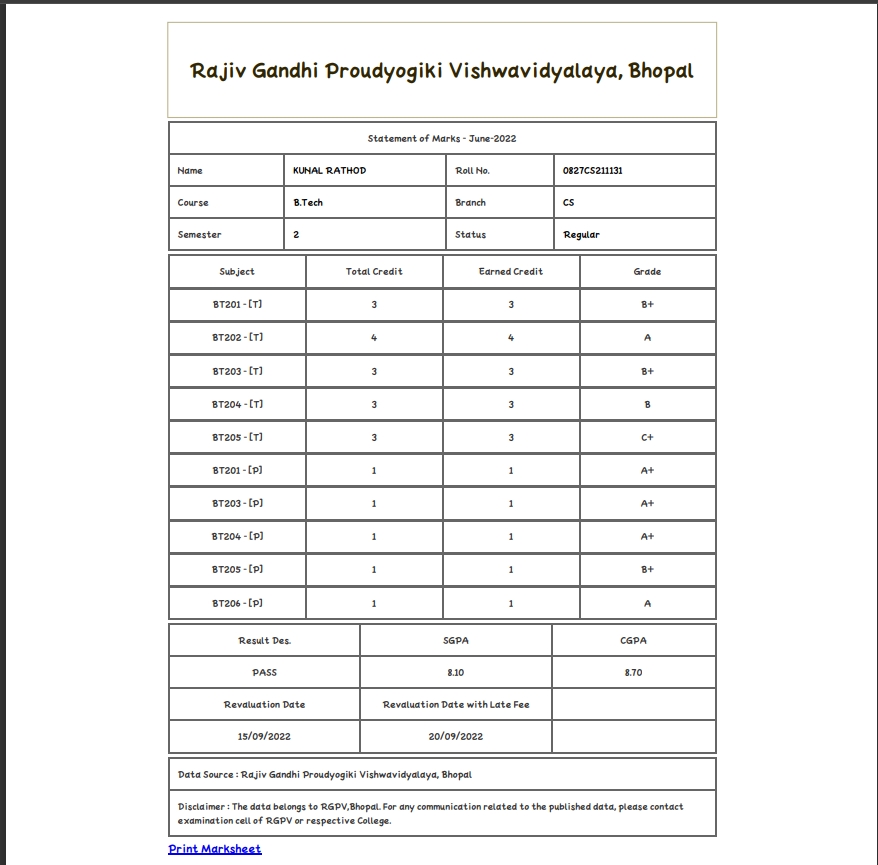 Rajiv Gandhi Proudyogiki Vishwavidyalaya, Bhopal
Statement of Marks - June-2022
Name KUNAL RATHOD Roll No. 0827CS211131
Course B.Tech Branch CS
Semester 2 Status Regular
Subject Total Credit Earned Credit Grade
BT201 - [T] 3 3 B+
BT202 - [T] 4 4 A
BT203 - [T] 3 3 B+
BT204 - [T] 3 3 B
BT205 - [T] 3 3 C+
BT201 - [P] 1 1 A+
BT203 - [P] 1 1 A+
BT204 - [P] 1 1 A+
BT205 - [P] 1 1 B+
BT206 - [P] 1 1 A
Result Des. SGPA CGPA
PASS 8.10 8.70
Revaluation Date Revaluation Date with Late Fee
15/09/2022 20/09/2022
Data Source : Rajiv Gandhi Proudyogiki Vishwavidyalaya, Bhopal
Disclaimer : The data belongs to RGPV,Bhopal. For any communication related to the published data, please contact
examination cell of RGPV or respective College.
Print Marksheet